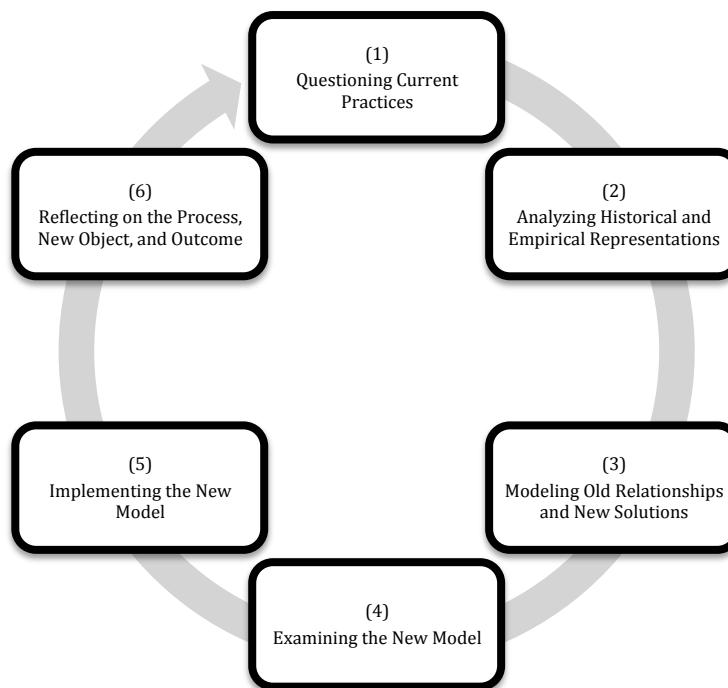 (1)
Questioning Current
Practices
(2)
Analyzing Historical and
Empirical Representations
(3)
Modeling Old Relationships
and New Solutions
(4)
Examining the New Model
(5)
Implementing the New
Model
(6)
Reflecting on the Process,
New Object, and Outcome